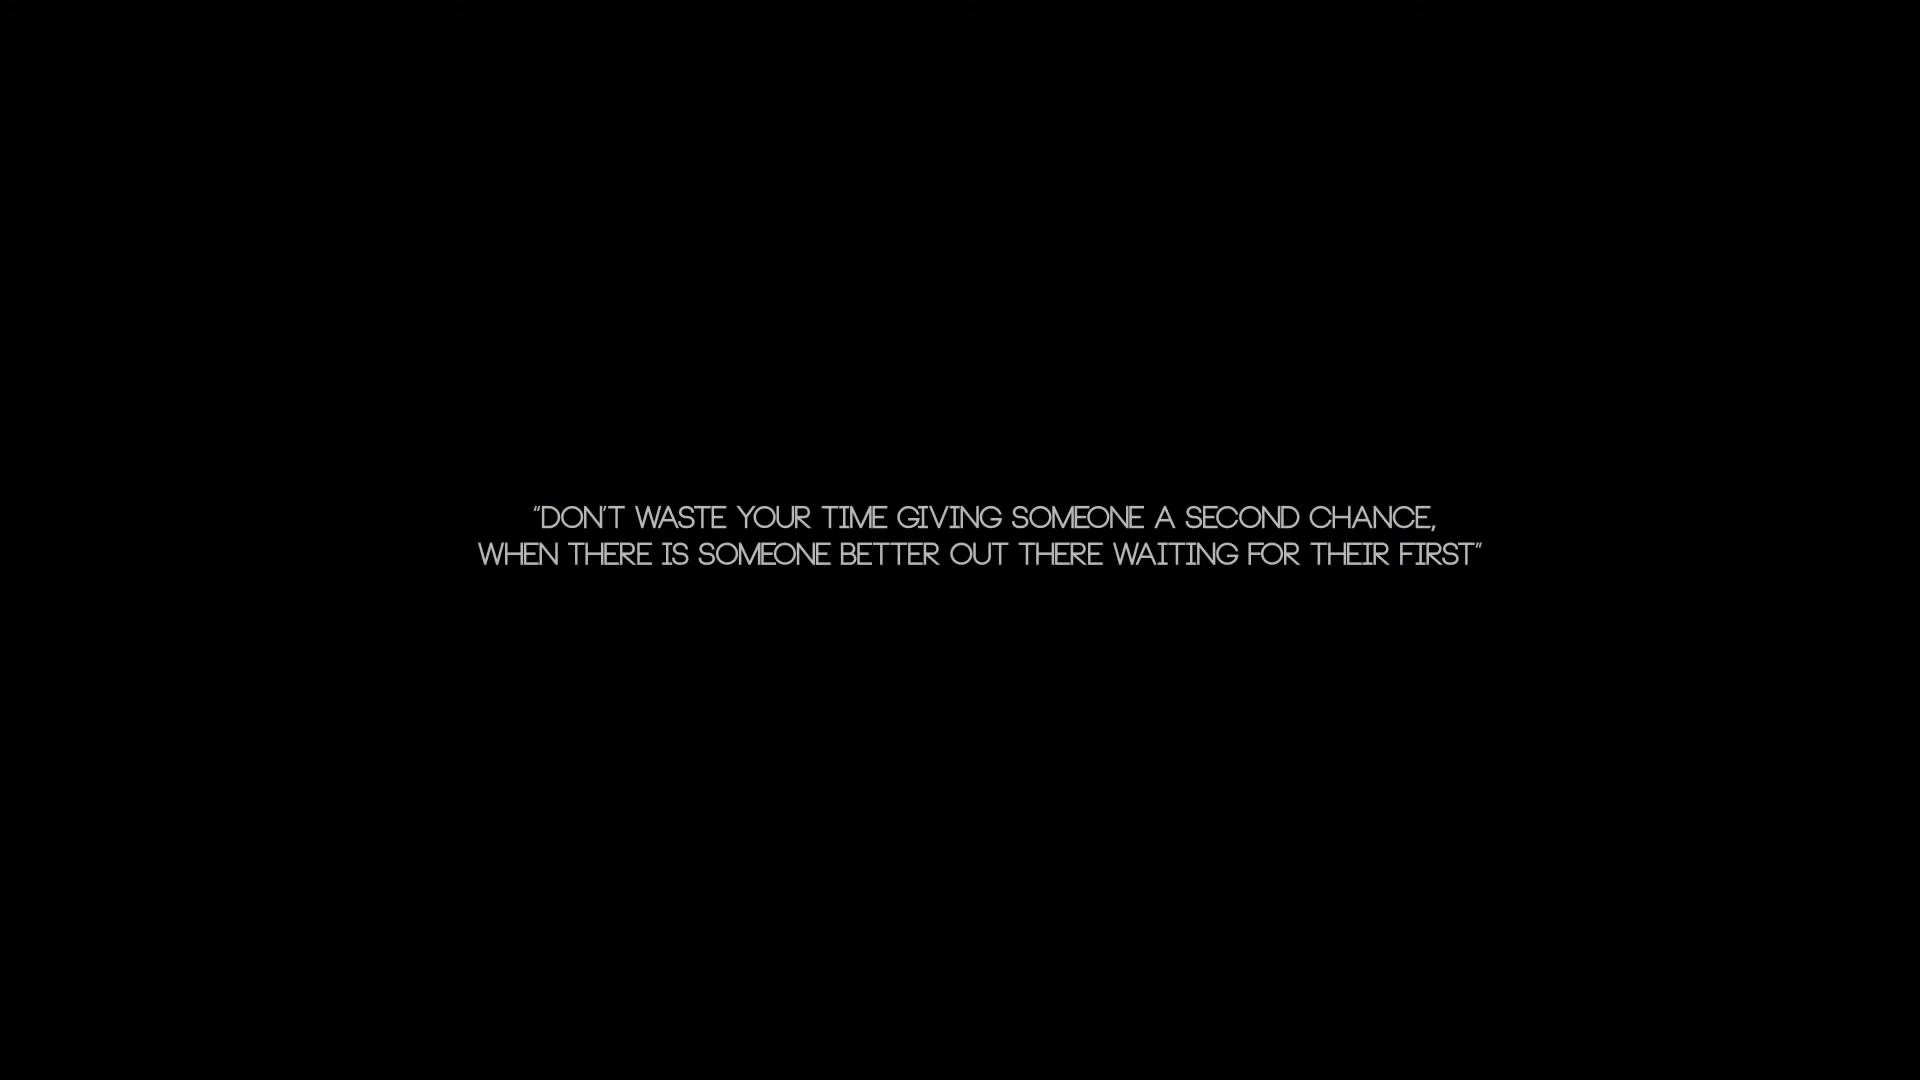 “DON'T WASTE YOUR TIME GIVING SOMEONE A SECOND CHANCE,
WHEN THERE IS SOMEONE BETTER OUT THERE WAITING FOR THEIR FIRST”